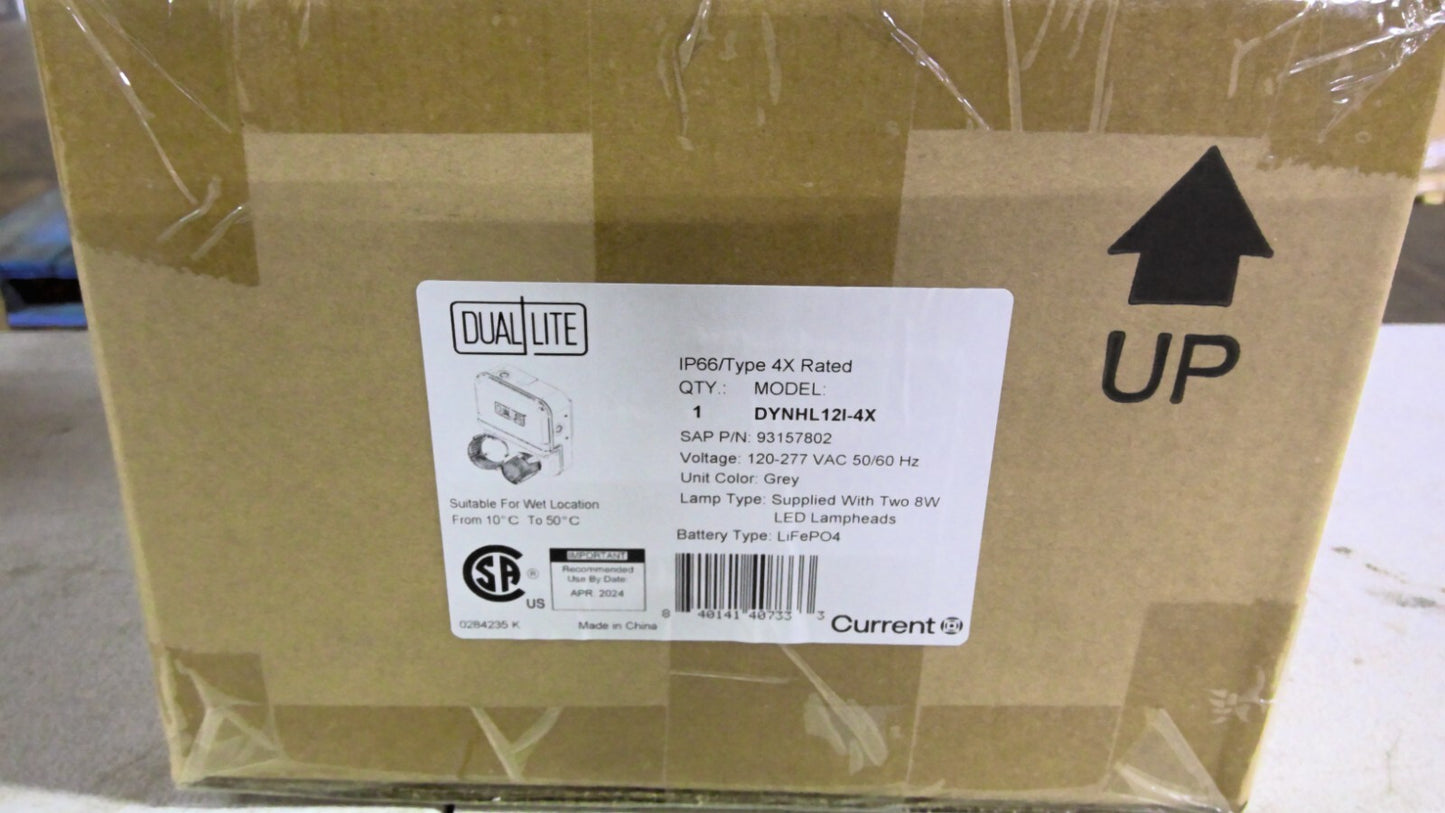 DUAL LITE
IP66/Type 4X Rated
QTY.: MODEL:
1 DYNHL12I-4X
SAP P/N: 93157802
Voltage: 120-277 VAC 50/60 Hz
Unit Color: Grey
Lamp Type: Supplied With Two 8W
LED Lampheads
Battery Type: LiFePO4
Suitable For Wet Location
From 10°C To 50°C
SA ® US
IMPORTANT
Recommended
Use By Date:
APR. 2024
0284235 K
Made in China
8 40141 40733 3
Current
UP